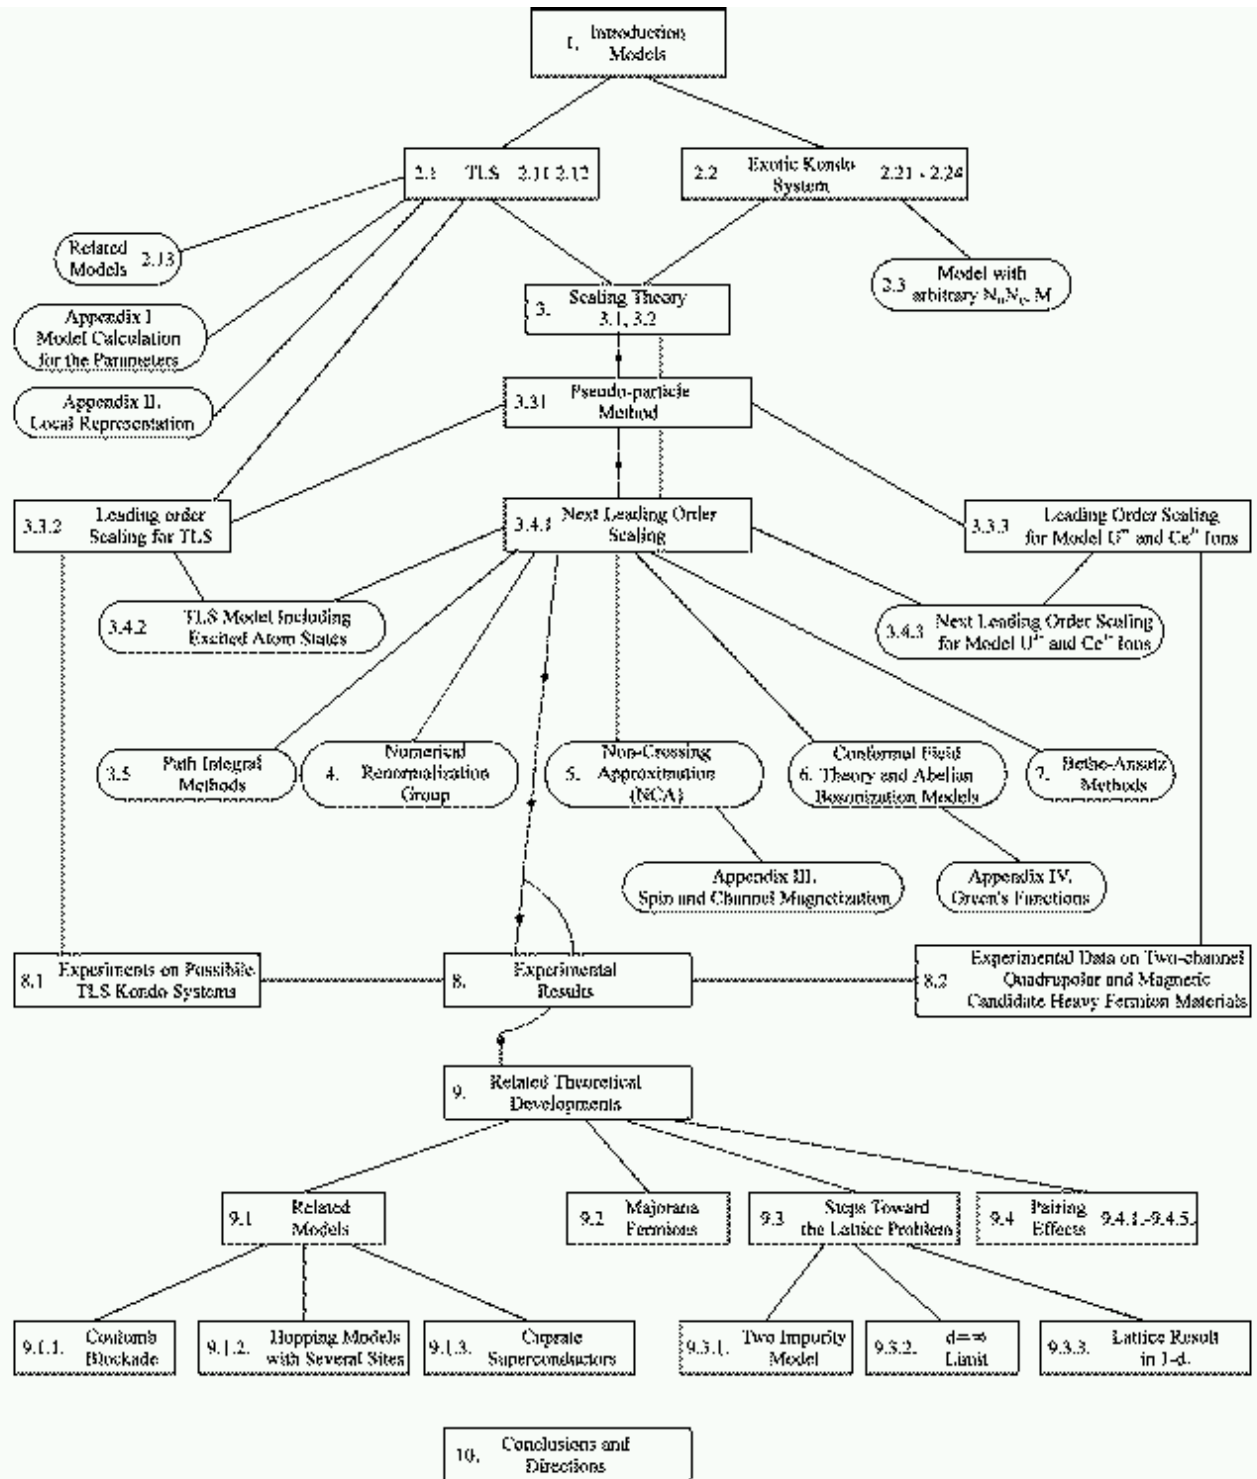 1. Introduction
Models
2.1 TLS 2.11 2.12
2.2 Exotic Kondo System 2.21 - 2.24
Related
Models 2.13
2.3 Model with
arbitrary
Appendix I
Model Calculation
for the Parameters
3. Scaling Theory
3.1, 3.2
Appendix II.
Local Representation
3.31 Pseudo-particle
Method
3.3.2 Leading order
Scaling for TLS
3.4.1 Next Leading Order
Scaling
3.3.3 Leading Order Scaling
for Model and Ions
3.4.2 TLS Model Including
Excited Atom States
3.4.3 Next Leading Order Scaling
for Model and Ions
3.5 Path Integral
Methods
4. Numerical
Renormalization
Group
5. Non-Crossing
Approximation
(NCA)
6. Conformal Field
Theory and Abelian
Bosonization Models
7. Bethe-Ansatz
Methods
Appendix III.
Spin and Channel Magnetization
Appendix IV.
Green's Functions
8.1 Experiments on Possibile
TLS Kondo Systems
8. Experimental
Results
8.2 Experimental Data on Two-channel
Quadrupolar and Magnetic
Candidate Heavy Fermion Materials
9. Related Theoretical
Developments
9.1 Related
Models
9.2 Majorana
Fermions
9.3 Steps Toward
the Lattice Problem
9.4 Pairing
Effects 9.4.1.-9.4.5.
9.1.1. Coulomb
Blockade
9.1.2. Hopping Models
with Several Sites
9.1.3. Cuprate
Superconductors
9.3.1. Two Impurity
Model
9.3.2. d=∞
Limit
9.3.3. Lattice Result
in 1-d.
10. Conclusions and
Directions